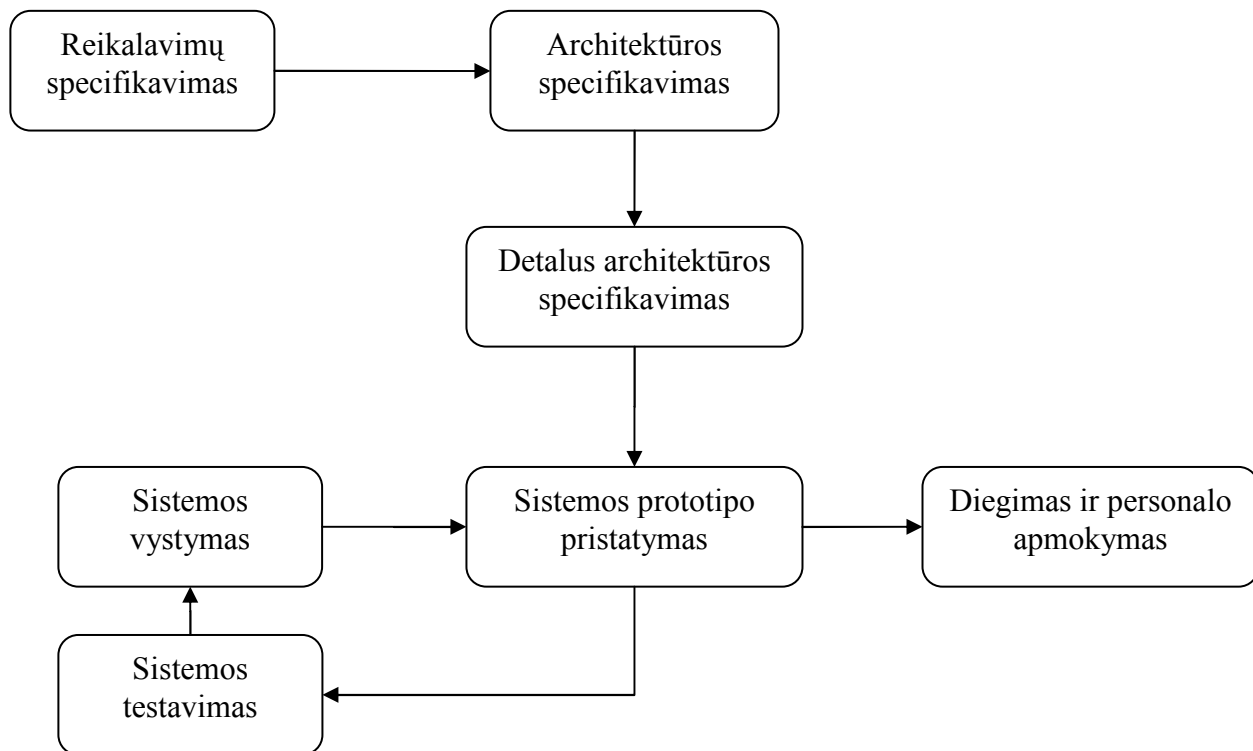 Reikalavimų
specifikavimas
Architektūros
specifikavimas
Detalus architektūros
specifikavimas
Sistemos
vystymas
Sistemos prototipo
pristatymas
Diegimas ir personalo
apmokymas
Sistemos
testavimas